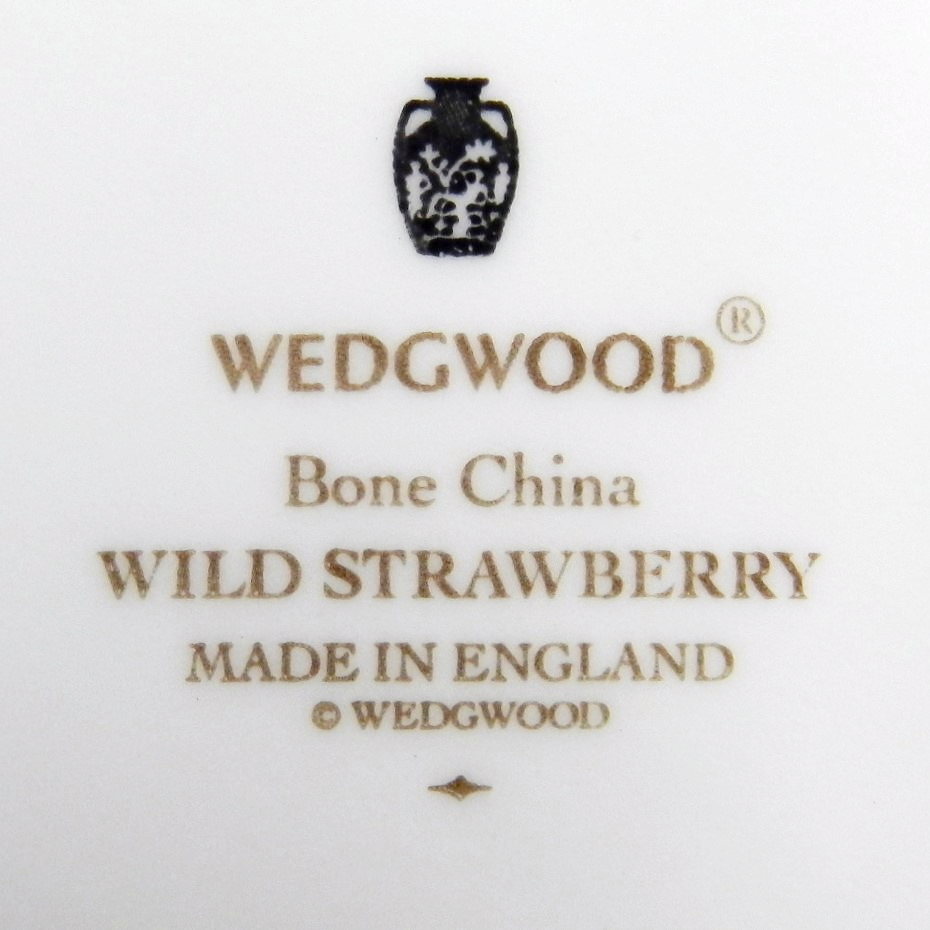 WEDGWOOD®
Bone China
WILD STRAWBERRY
MADE IN ENGLAND
© WEDGWOOD